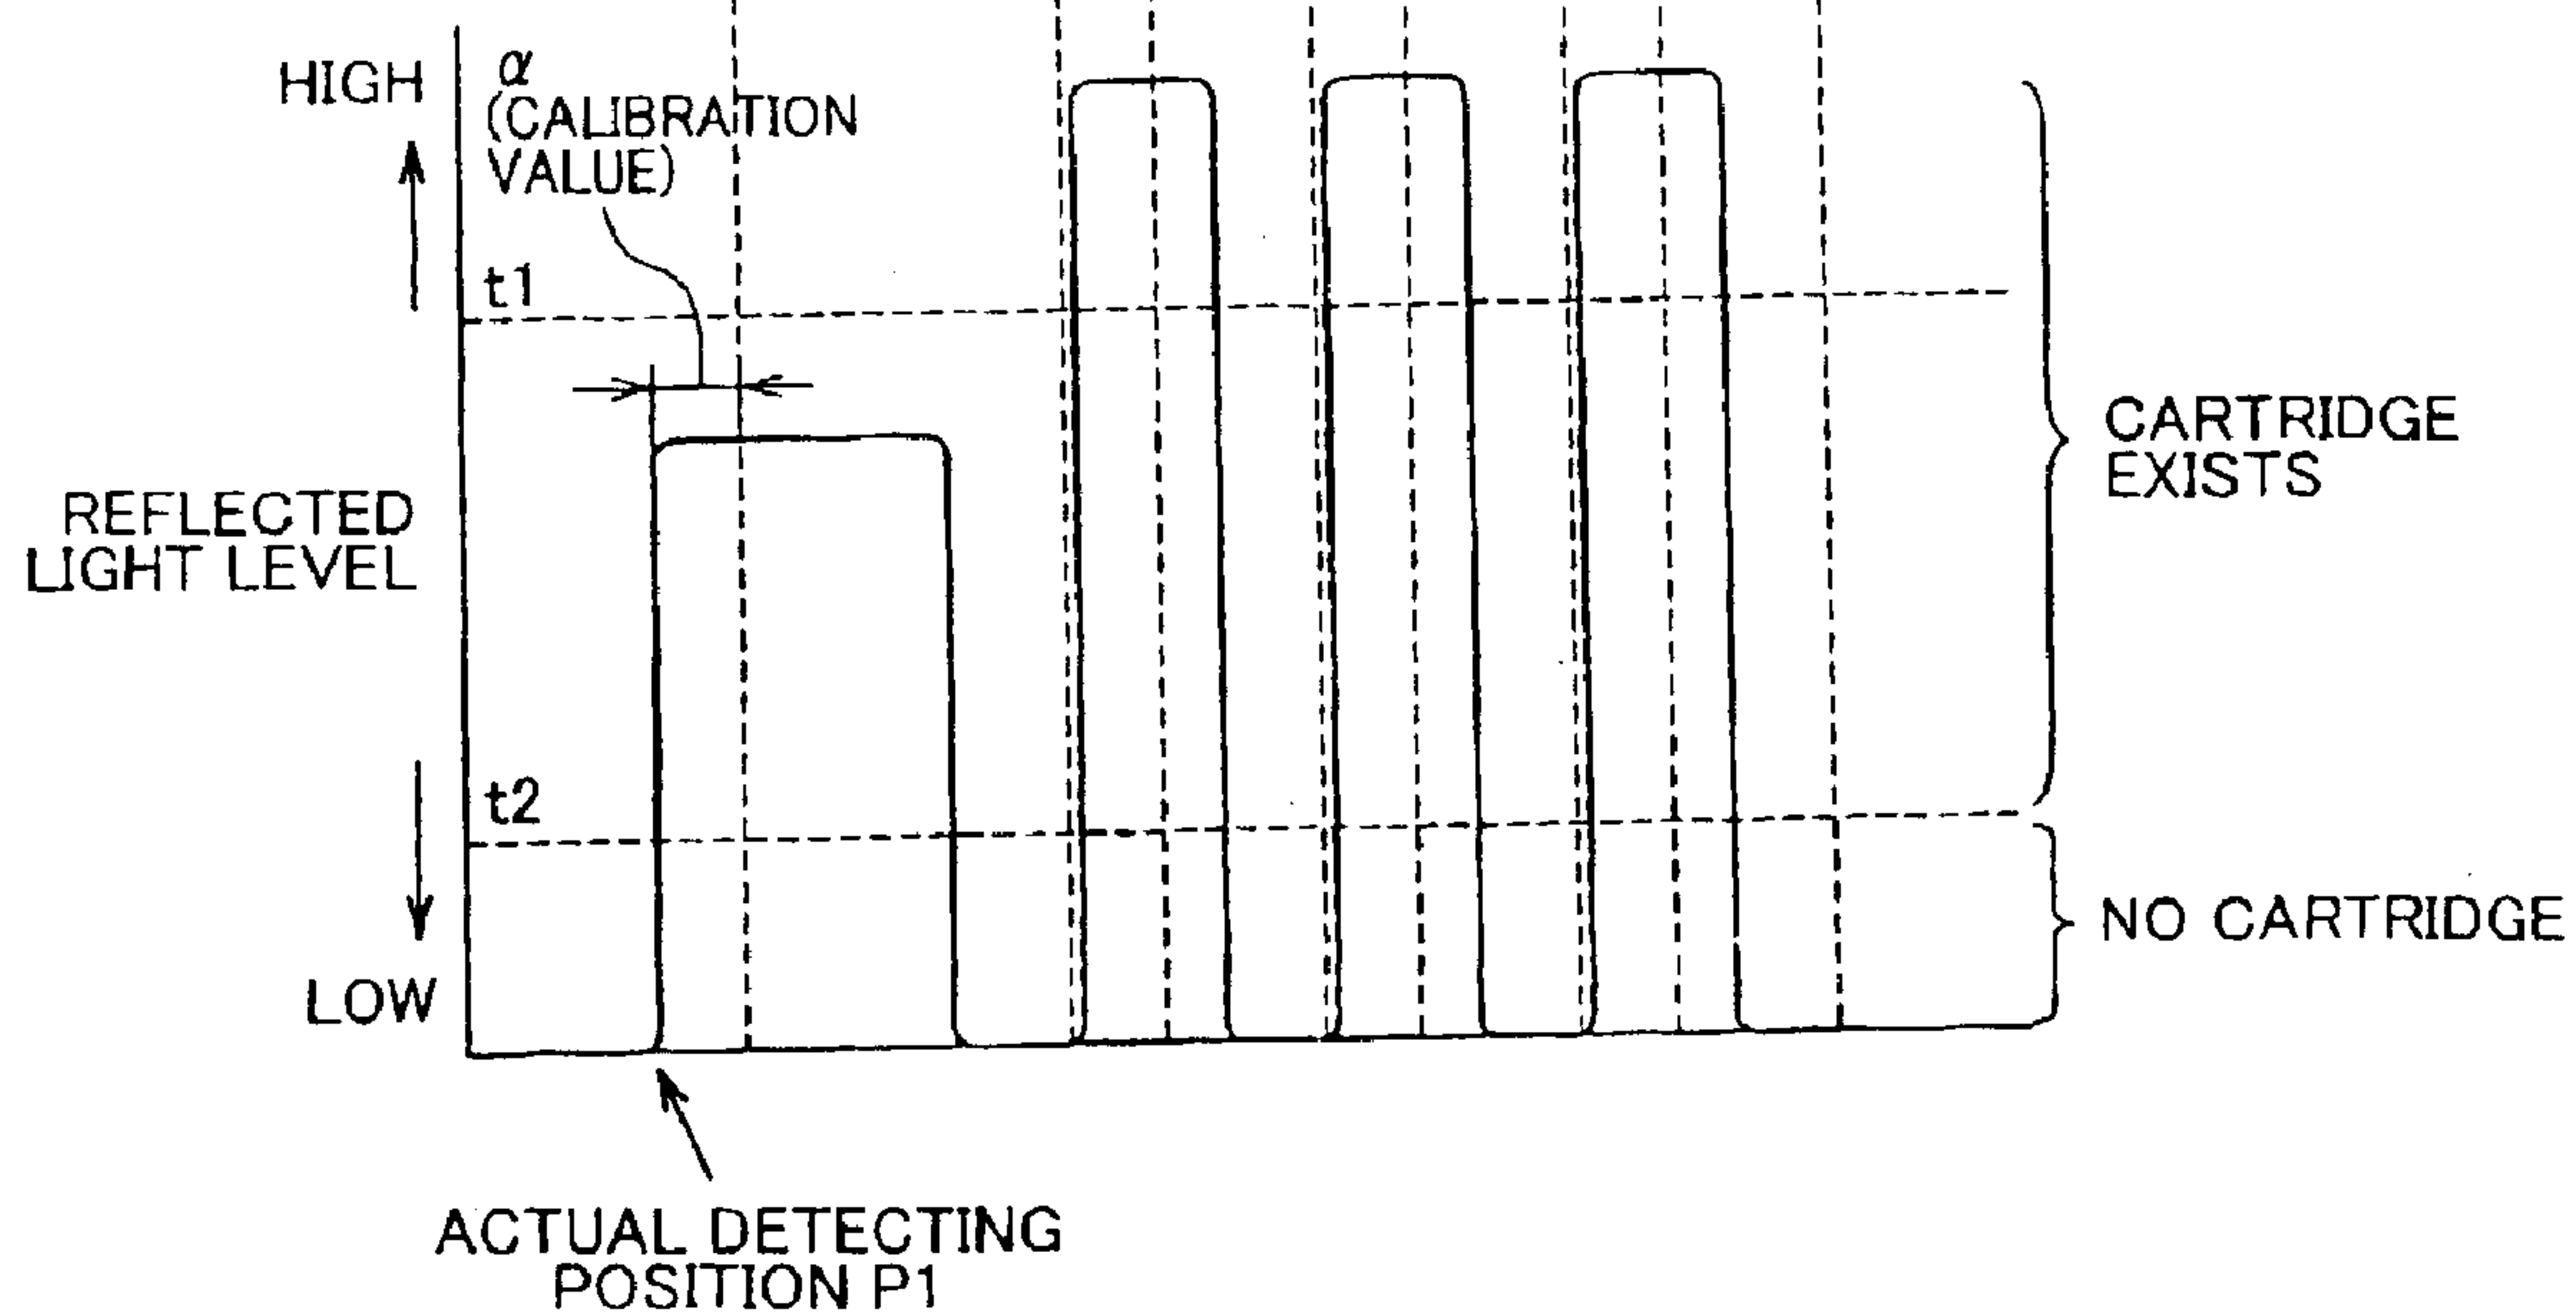 HIGH
α
(CALIBRATION
VALUE)
t1
REFLECTED
LIGHT LEVEL
CARTRIDGE
EXISTS
t2
NO CARTRIDGE
LOW
ACTUAL DETECTING
POSITION P1